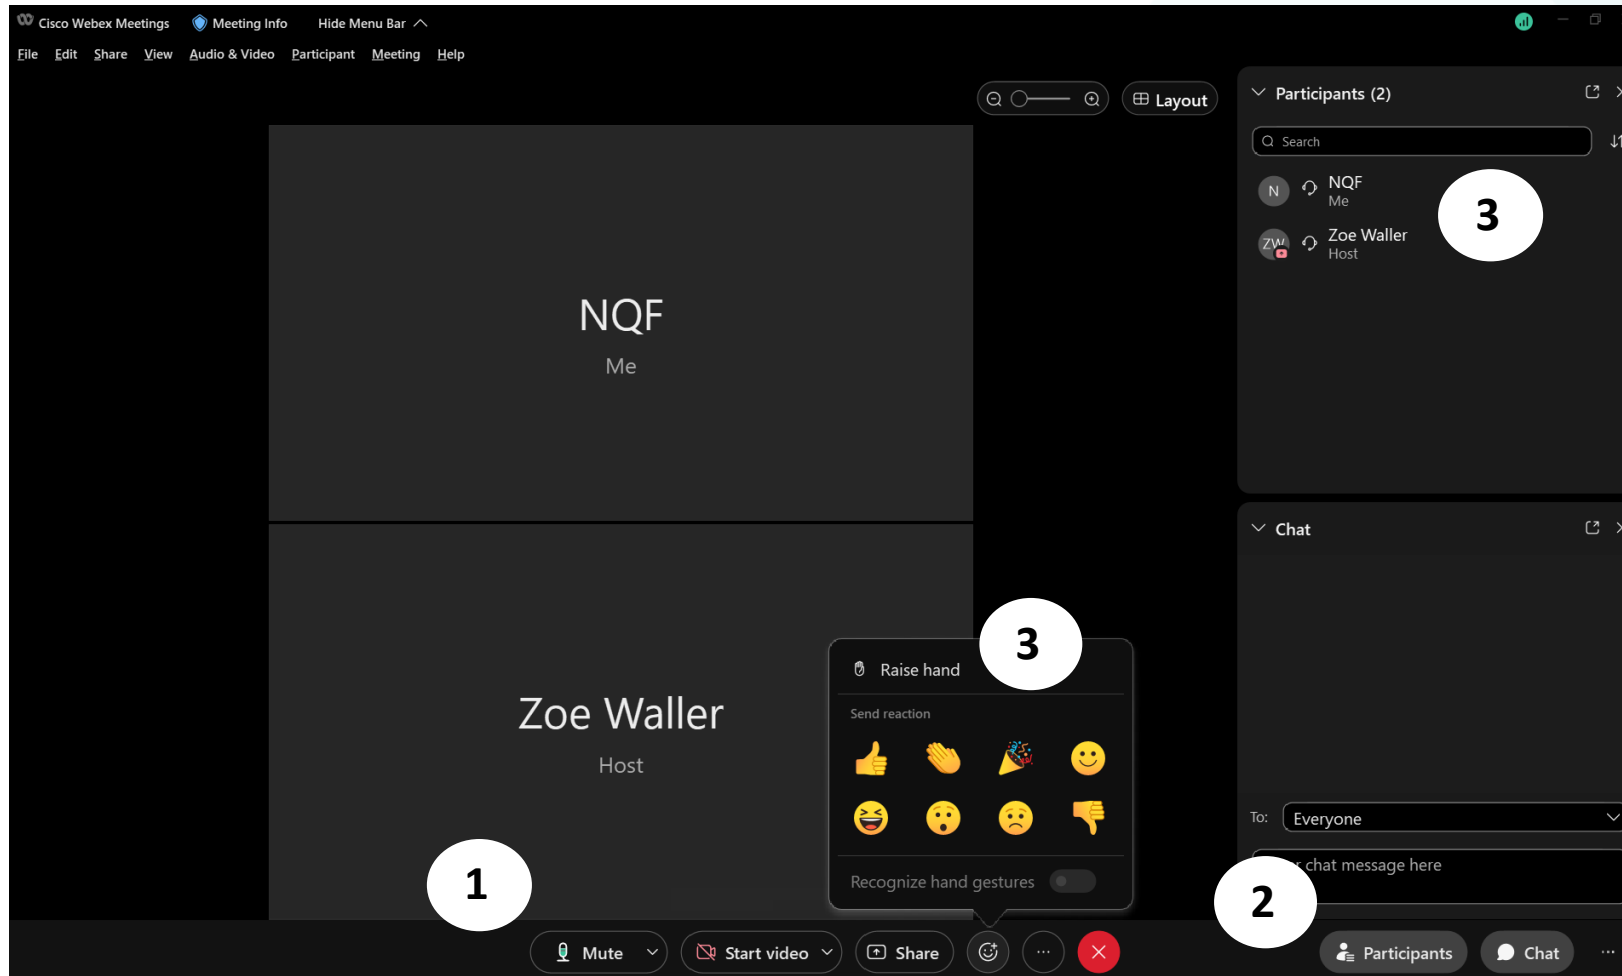 Cisco Webex Meetings Meeting Info Hide Menu Bar
File Edit Share View Audio & Video Participant Meeting Help
Layout
NQF
Me
Zoe Waller
Host
Participants (2)
Search
N NQF
Me
3
ZW Zoe Waller
Host
Chat
To: Everyone
chat message here
3
Raise hand
Send reaction
Recognize hand gestures
1
2
Mute Start video Share Participants Chat